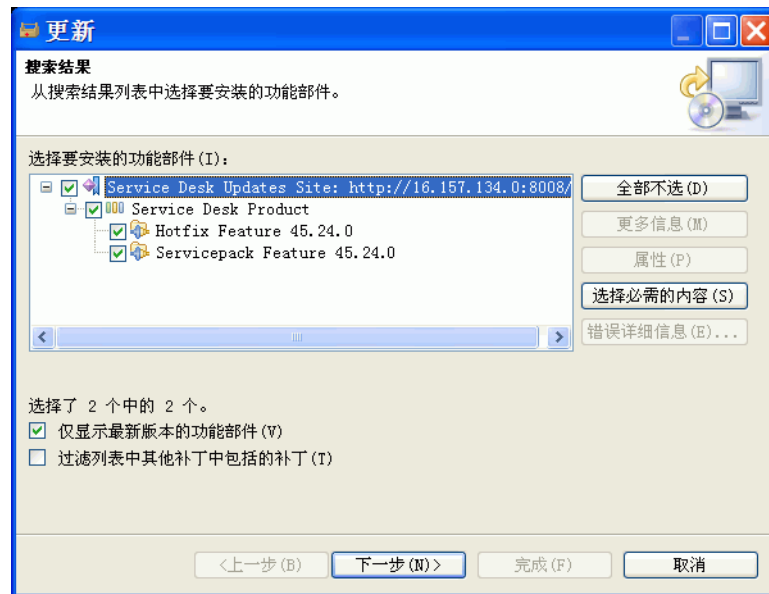 更新
搜索结果
从搜索结果列表中选择要安装的功能部件。
选择要安装的功能部件(I):
Service Desk Updates Site: http://16.157.134.0:8008/
全部不选(D)
Service Desk Product
更多信息(M)
Hotfix Feature 45.24.0
Servicepack Feature 45.24.0
属性(P)
选择必需的内容(S)
错误详细信息(E)...
选择了 2 个中的 2 个。
仅显示最新版本的功能部件(V)
过滤列表中其他补丁中包括的补丁(T)
<上一步(B)
下一步(N)>
完成(F)
取消